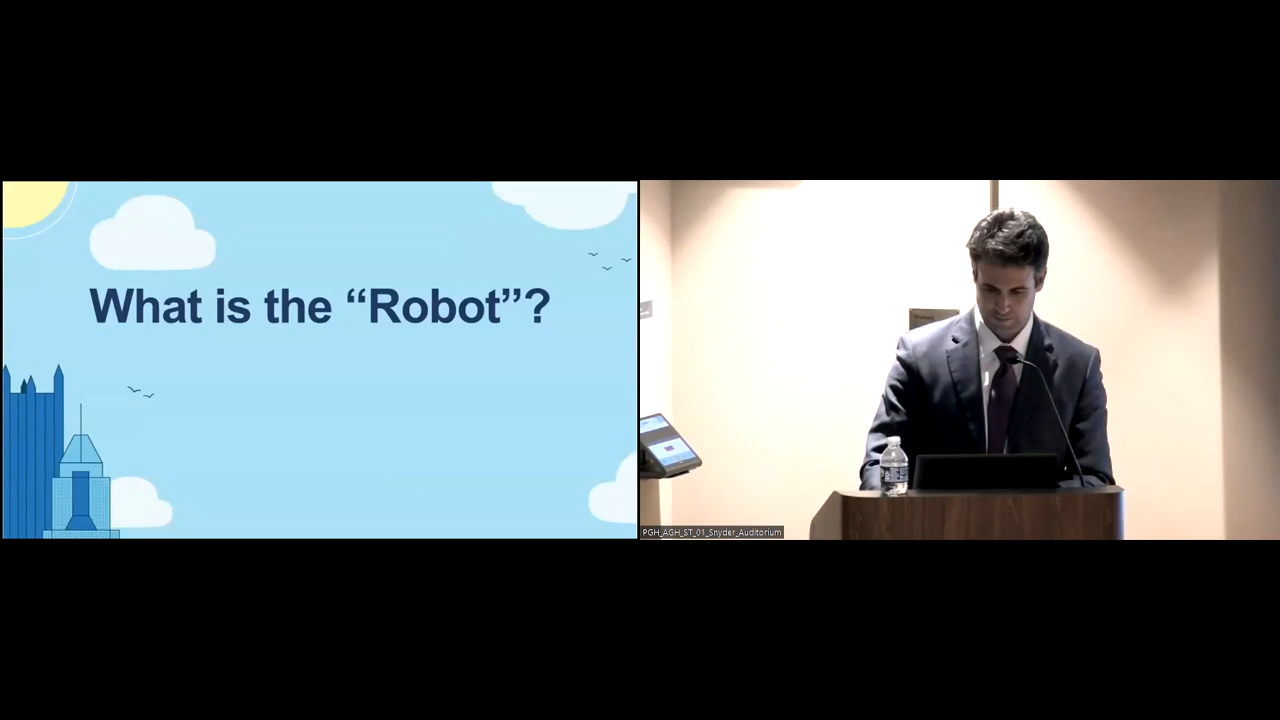 What is the “Robot”?
PGH_AGH_ST_01_Snyder_Auditorium